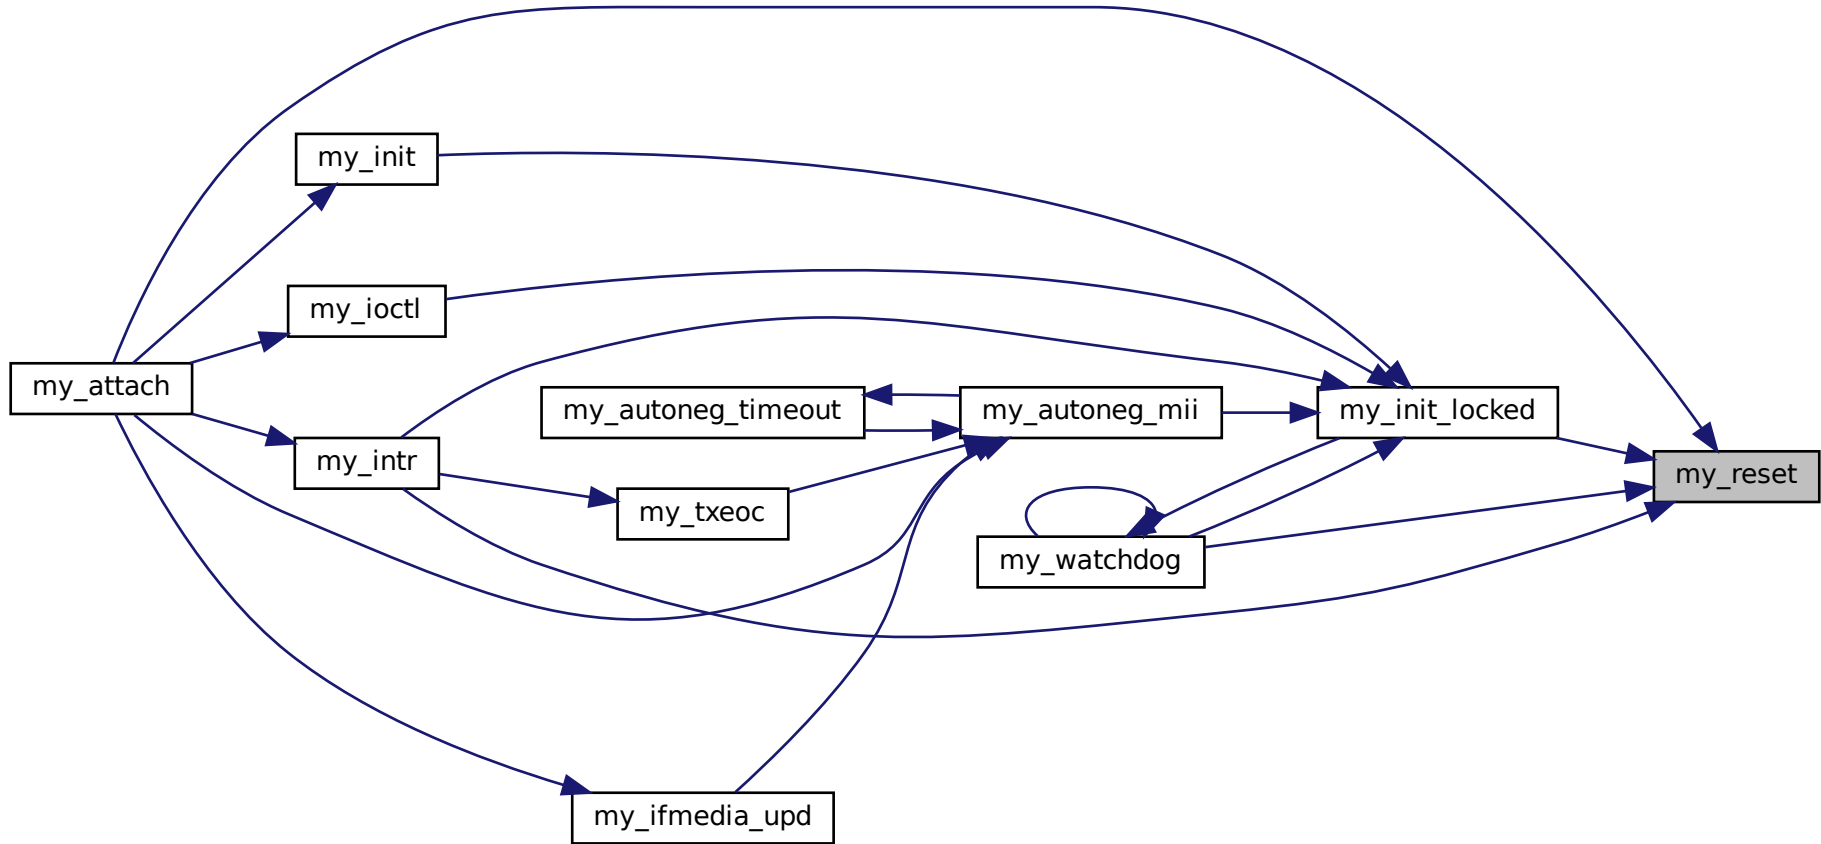 my_init
my_ioctl
my_attach
my_autoneg_timeout
my_autoneg_mii
my_init_locked
my_intr
my_reset
my_txeoc
my_watchdog
my_ifmedia_upd